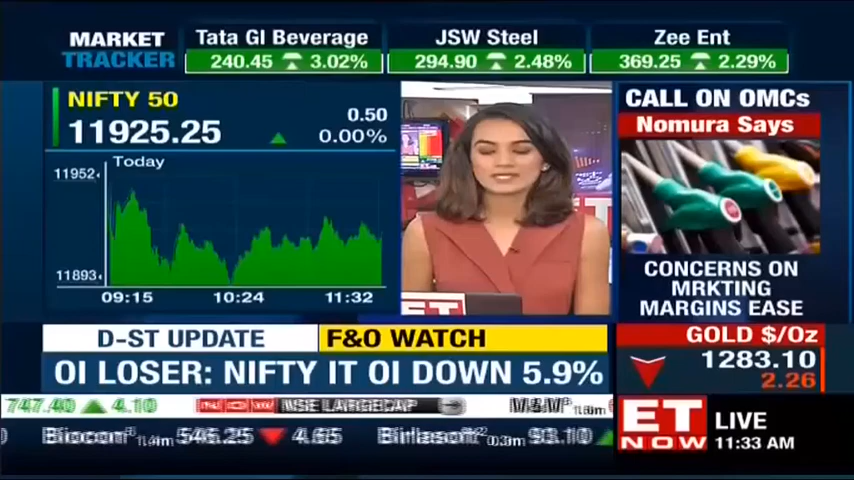 MARKET
TRACKER
Tata Gl Beverage
240.45 3.02%
JSW Steel
294.90 2.48%
Zee Ent
369.25 2.29%
NIFTY 50
11925.25
0.50
0.00%
Today
11952
11893
09:15 10:24 11:32
ET
CALL ON OMCs
Nomura Says
CONCERNS ON
MRKTING
MARGINS EASE
D-ST UPDATE
F&O WATCH
OI LOSER: NIFTY IT OI DOWN 5.9%
GOLD $/Oz
1283.10
2.26
747.40 4.10
NSE LARGECAP
M&M
Biocon 546.25 4.65
Birlasoft 93.10
ET
NOW
LIVE
11:33 AM